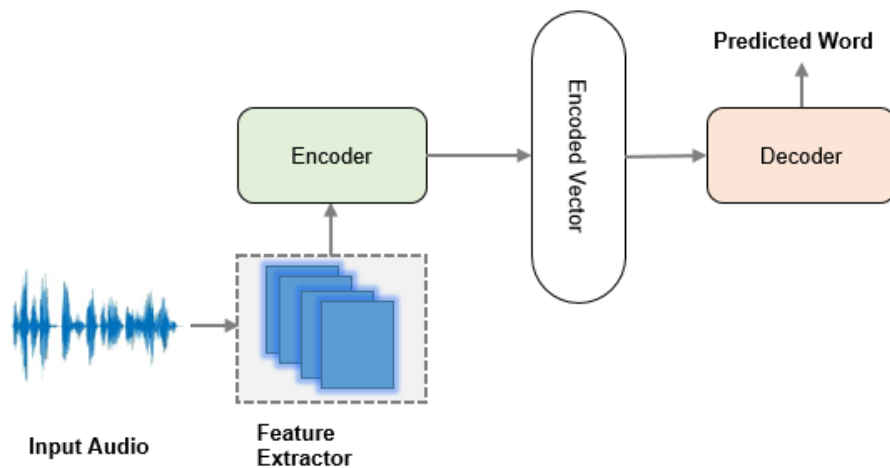 Predicted Word
Encoder
Encoded Vector
Decoder
Input Audio
Feature
Extractor